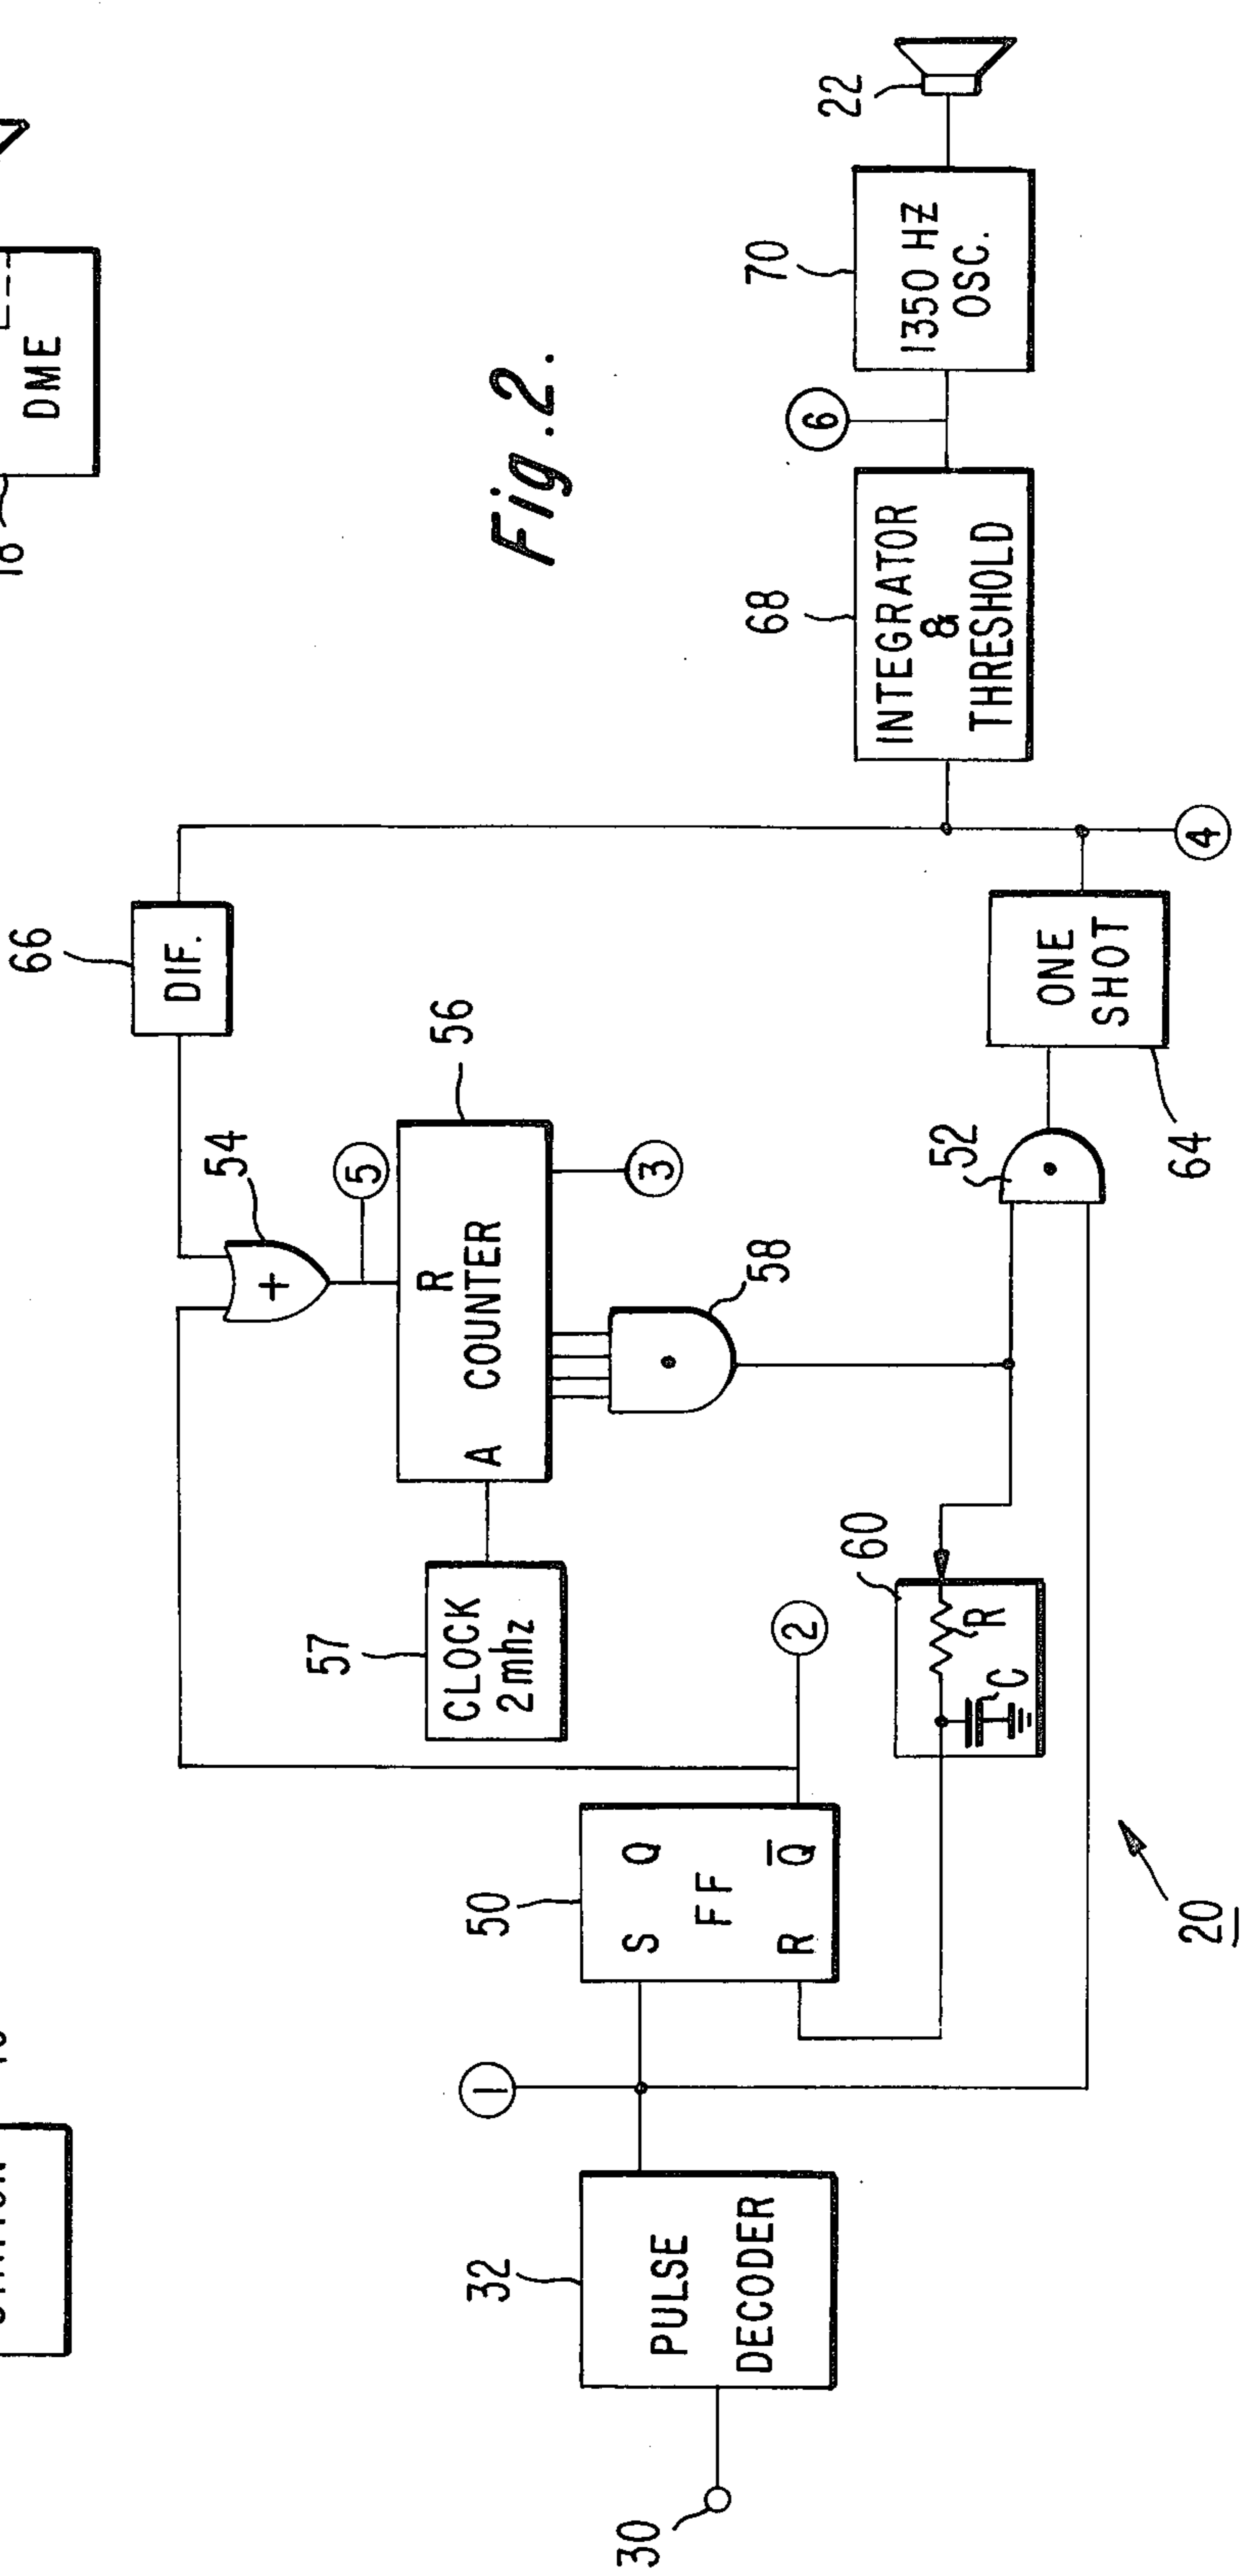 18
DME
Fig. 2.
30
32
PULSE
DECODER
1
50
S Q
FF
R Q̅
2
57
CLOCK
2mhz
A
R
COUNTER
56
54
+
5
3
66
DIF.
58
60
R
C
20
52
ONE
SHOT
64
4
68
INTEGRATOR
&
THRESHOLD
6
70
1350 HZ
OSC.
22